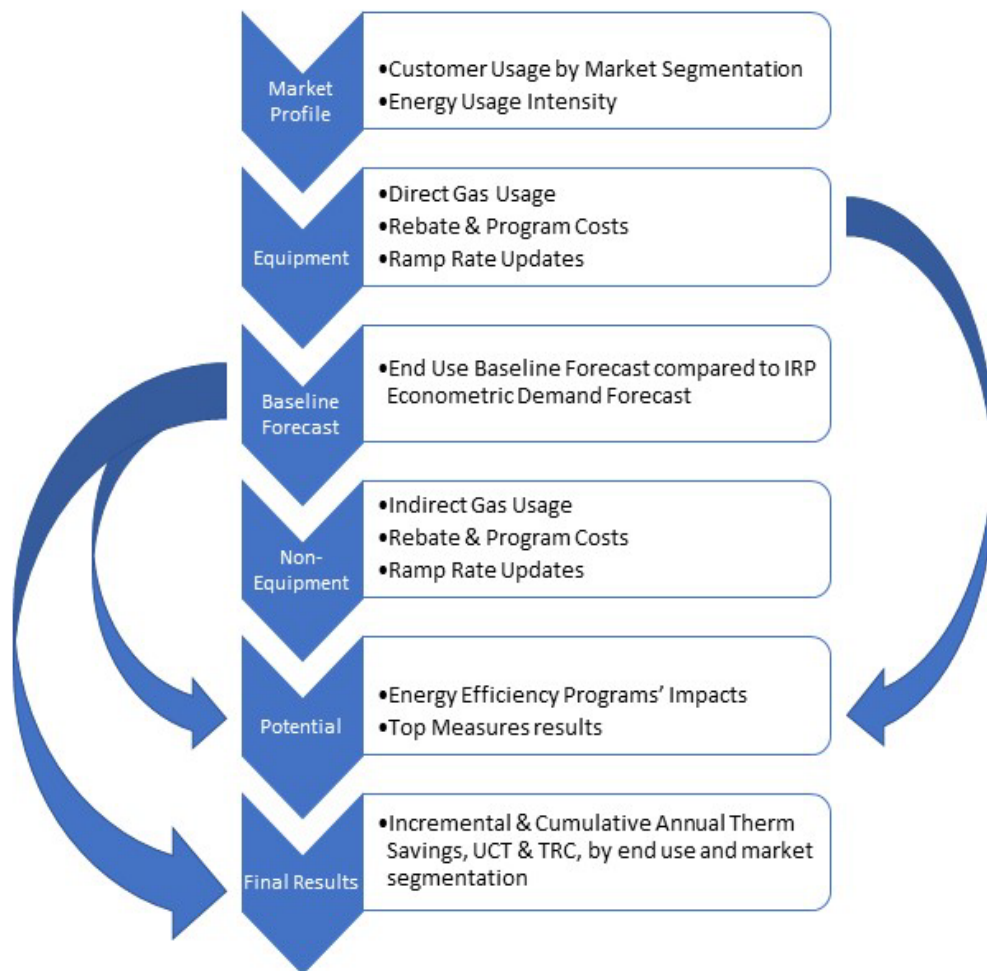 Market
Profile
•Customer Usage by Market Segmentation
•Energy Usage Intensity
Equipment
•Direct Gas Usage
•Rebate & Program Costs
•Ramp Rate Updates
Baseline
Forecast
•End Use Baseline Forecast compared to IRP
Econometric Demand Forecast
Non-
Equipment
•Indirect Gas Usage
•Rebate & Program Costs
•Ramp Rate Updates
Potential
•Energy Efficiency Programs’ Impacts
•Top Measures results
Final Results
•Incremental & Cumulative Annual Therm
Savings, UCT & TRC, by end use and market
segmentation